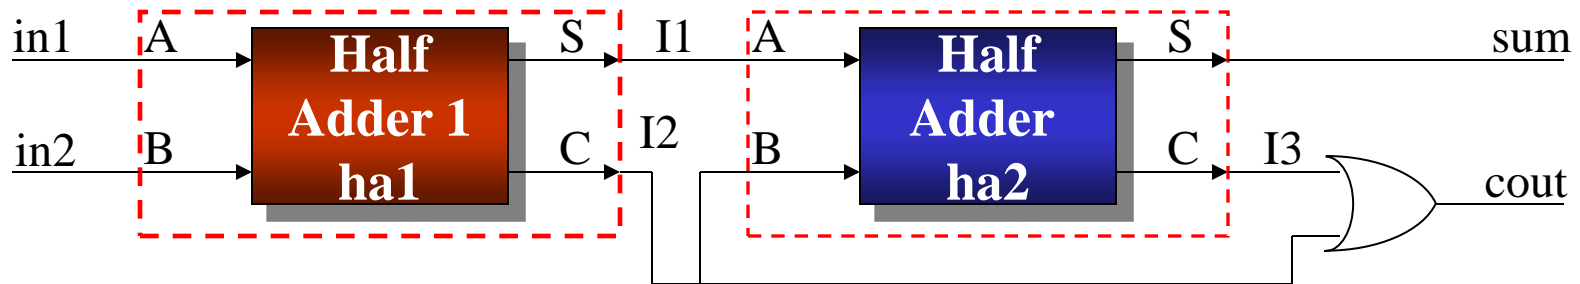 in1 A Half S I1 A Half S sum
Adder 1 Adder
in2 B C I2 B C I3
ha1 ha2 cout